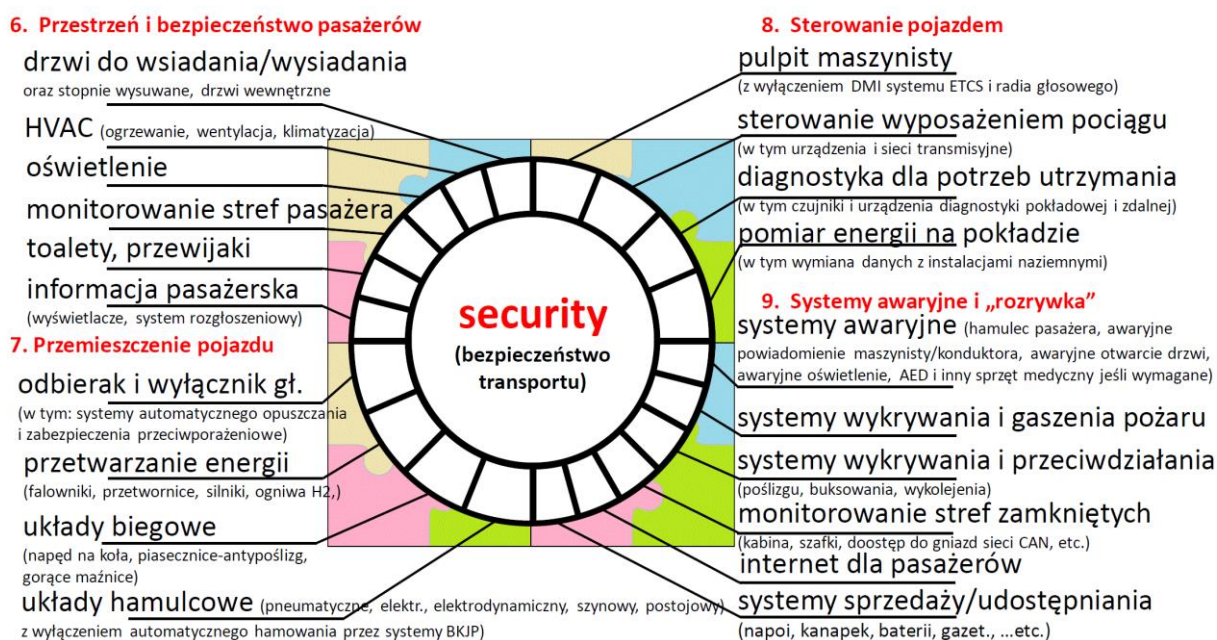 6. Przestrzeń i bezpieczeństwo pasażerów
drzwi do wsiadania/wysiadania
oraz stopnie wysuwane, drzwi wewnętrzne
HVAC (ogrzewanie, wentylacja, klimatyzacja)
oświetlenie
monitorowanie stref pasażera
toalety, przewijaki
informacja pasażerska
(wyświetlacze, system rozgłoszeniowy)
7. Przemieszczenie pojazdu
odbierak i wyłącznik gł.
(w tym: systemy automatycznego opuszczania
i zabezpieczenia przeciwporażeniowe)
przetwarzanie energii
(falowniki, przetwornice, silniki, ogniwa H2,)
układy biegowe
(napęd na koła, piasecznice-antypoślizg,
gorące maźnice)
układy hamulcowe (pneumatyczne, elektr., elektrodynamiczny, szynowy, postojowy)
z wyłączeniem automatycznego hamowania przez systemy BKJP)
security
(bezpieczeństwo
transportu)
8. Sterowanie pojazdem
pulpit maszynisty
(z wyłączeniem DMI systemu ETCS i radia głosowego)
sterowanie wyposażeniem pociągu
(w tym urządzenia i sieci transmisyjne)
diagnostyka dla potrzeb utrzymania
(w tym czujniki i urządzenia diagnostyki pokładowej i zdalnej)
pomiar energii na pokładzie
(w tym wymiana danych z instalacjami naziemnymi)
9. Systemy awaryjne i „rozrywka”
systemy awaryjne (hamulec pasażera, awaryjne
powiadomienie maszynisty/konduktora, awaryjne otwarcie drzwi,
awaryjne oświetlenie, AED i inny sprzęt medyczny jeśli wymagane)
systemy wykrywania i gaszenia pożaru
systemy wykrywania i przeciwdziałania
(poślizgu, buksowania, wykolejenia)
monitorowanie stref zamkniętych
(kabina, szafki, doostęp do gniazd sieci CAN, etc.)
internet dla pasażerów
systemy sprzedaży/udostępniania
(napoi, kanapek, baterii, gazet., ...etc.)